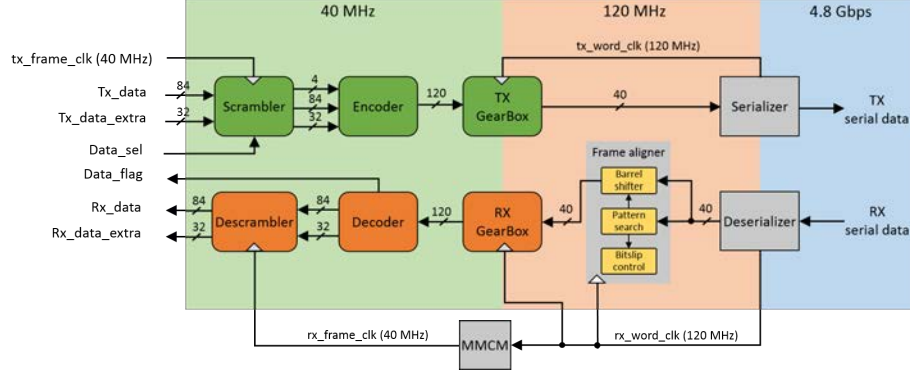 40 MHz
120 MHz
4.8 Gbps
tx_frame_clk (40 MHz)
tx_word_clk (120 MHz)
Tx_data
84
Tx_data_extra
32
Data_sel
Scrambler
4
84
32
Encoder
120
TX
GearBox
40
Serializer
TX
serial data
Data_flag
Rx_data
84
Rx_data_extra
32
Descrambler
84
32
Decoder
120
RX
GearBox
40
Frame aligner
Barrel
shifter
Pattern
search
Bitslip
control
40
Deserializer
RX
serial data
rx_frame_clk (40 MHz)
MMCM
rx_word_clk (120 MHz)